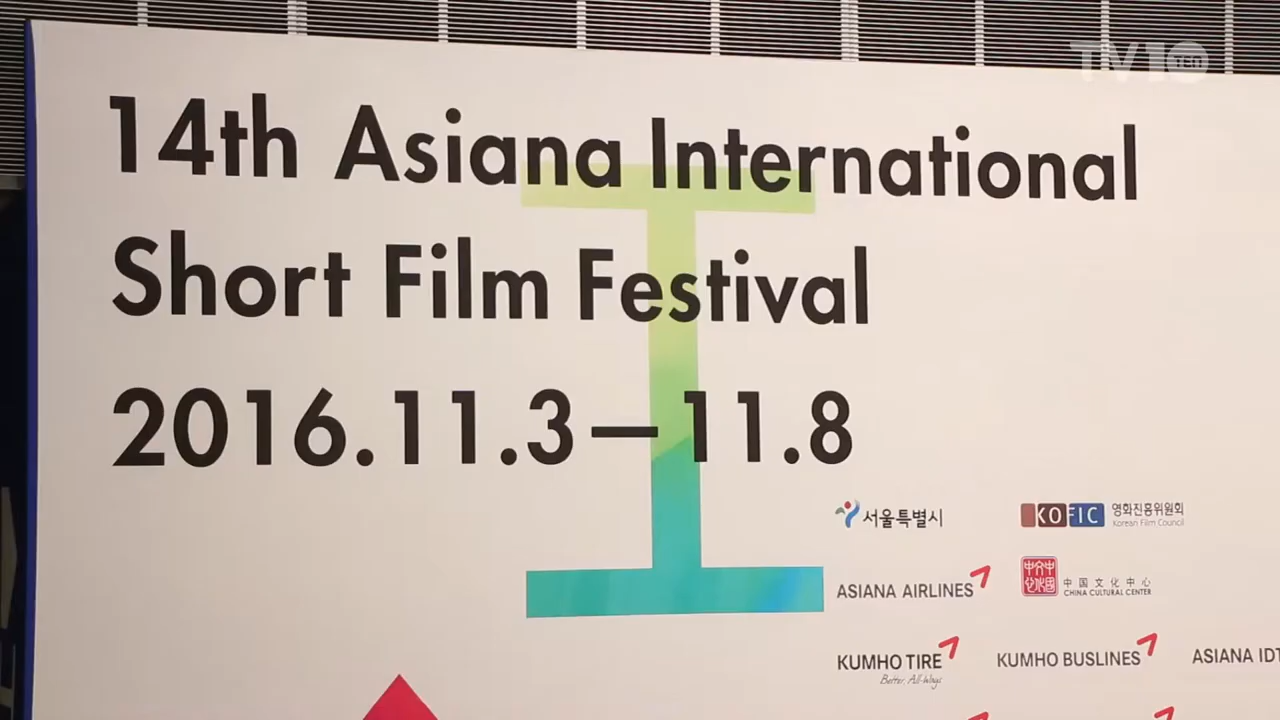 TV10
TEN
14th Asiana International
Short Film Festival
2016.11.3—11.8
서울특별시
KOFIC 영화진흥위원회
Korean Film Council
ASIANA AIRLINES
中国文化中心
CHINA CULTURAL CENTER
KUMHO TIRE
Better, All-Ways
KUMHO BUSLINES
ASIANA IDT